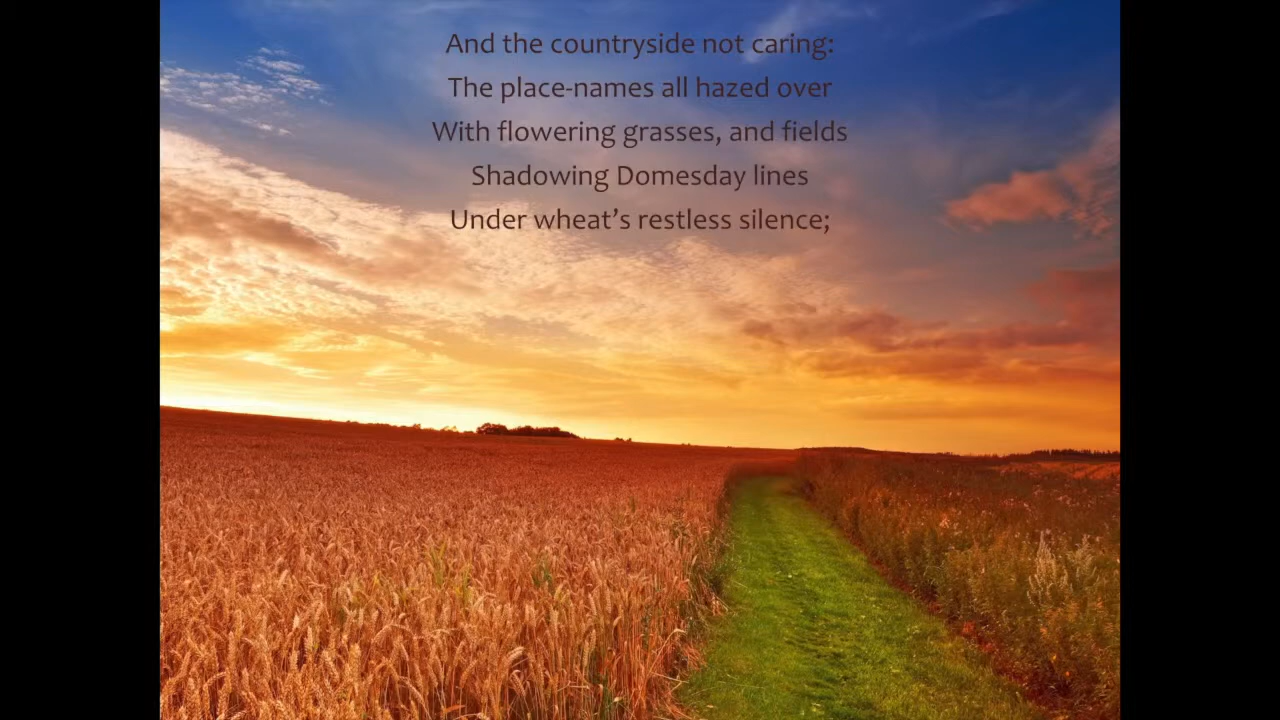 And the countryside not caring:
The place-names all hazed over
With flowering grasses, and fields
Shadowing Domesday lines
Under wheat’s restless silence;